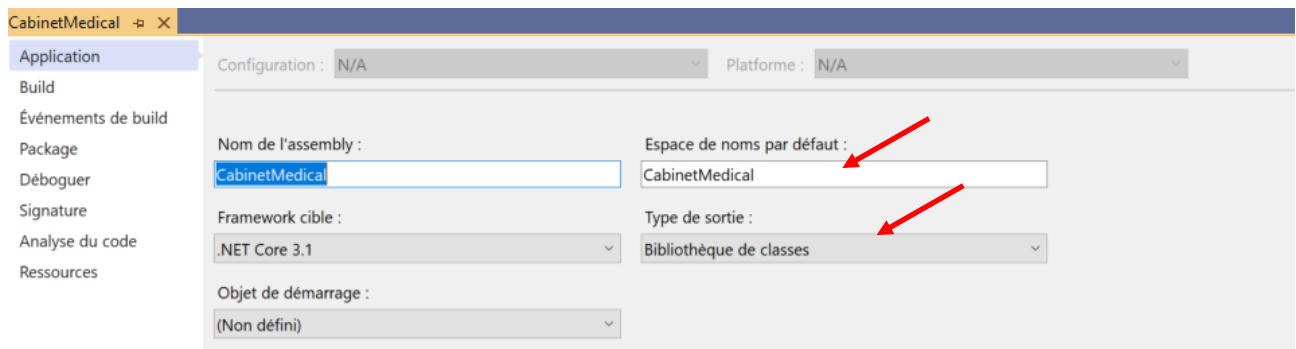 CabinetMedical
Application
Build
Événements de build
Package
Déboguer
Signature
Analyse du code
Ressources
Configuration : N/A Platforme : N/A
Nom de l'assembly :
CabinetMedical
Espace de noms par défaut :
CabinetMedical
Framework cible :
.NET Core 3.1
Type de sortie :
Bibliothèque de classes
Objet de démarrage :
(Non défini)